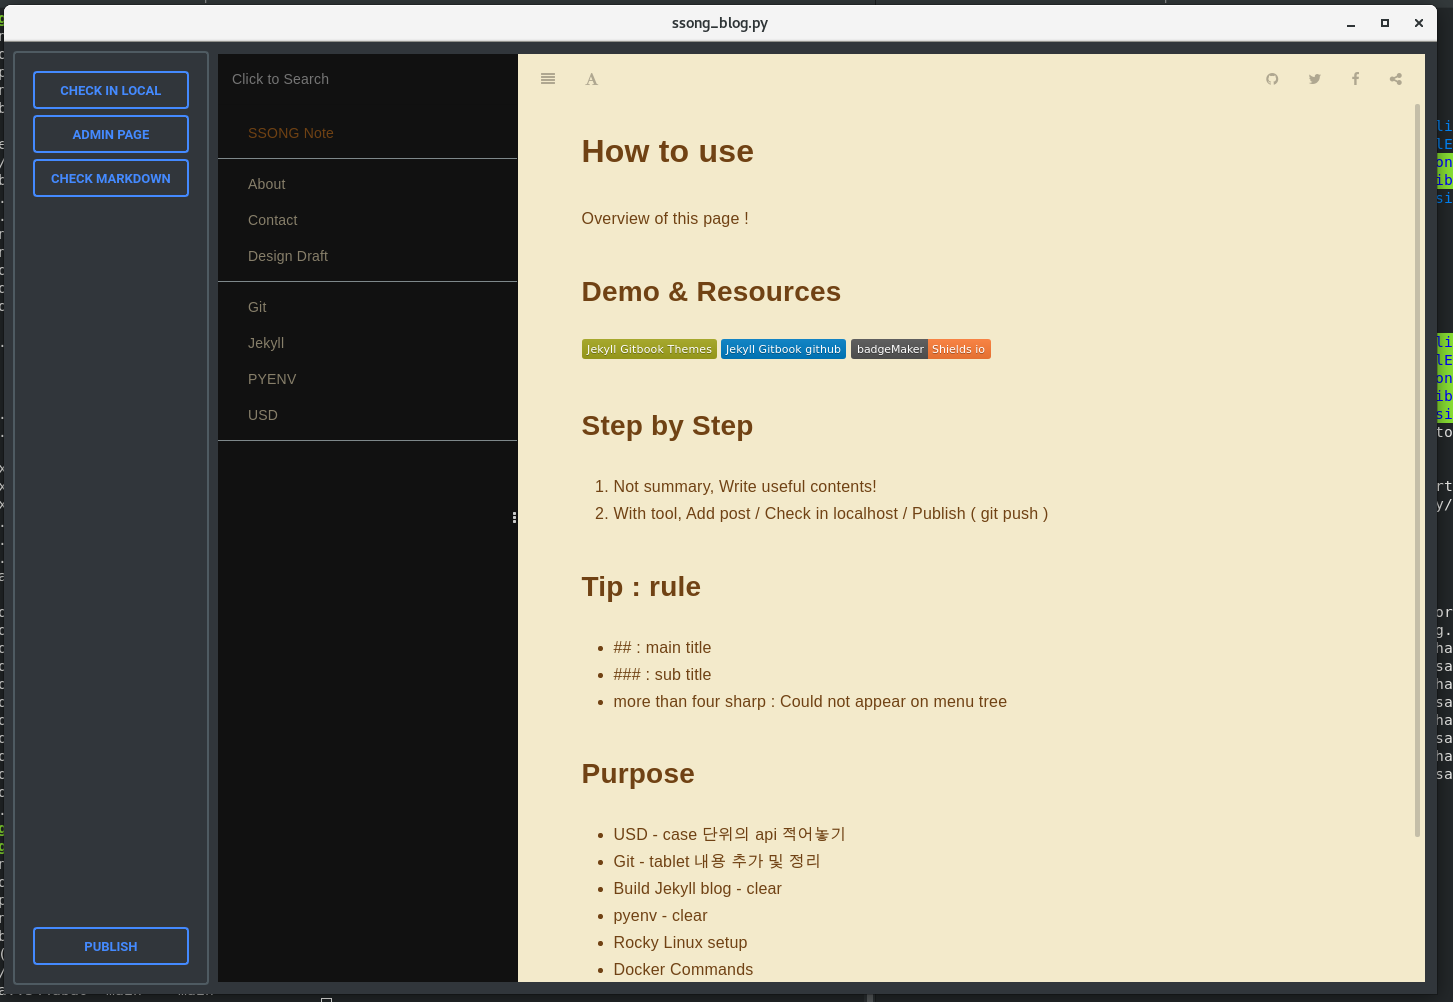 ssong_blog.py
CHECK IN LOCAL
ADMIN PAGE
CHECK MARKDOWN
PUBLISH
Click to Search
SSONG Note
About
Contact
Design Draft
Git
Jekyll
PYENV
USD
How to use
Overview of this page !
Demo & Resources
Jekyll Gitbook Themes Jekyll Gitbook github badgeMaker Shields io
Step by Step
1. Not summary, Write useful contents!
2. With tool, Add post / Check in localhost / Publish ( git push )
Tip : rule
• ## : main title
• ### : sub title
• more than four sharp : Could not appear on menu tree
Purpose
• USD - case 단위의 api 적어놓기
• Git - tablet 내용 추가 및 정리
• Build Jekyll blog - clear
• pyenv - clear
• Rocky Linux setup
• Docker Commands